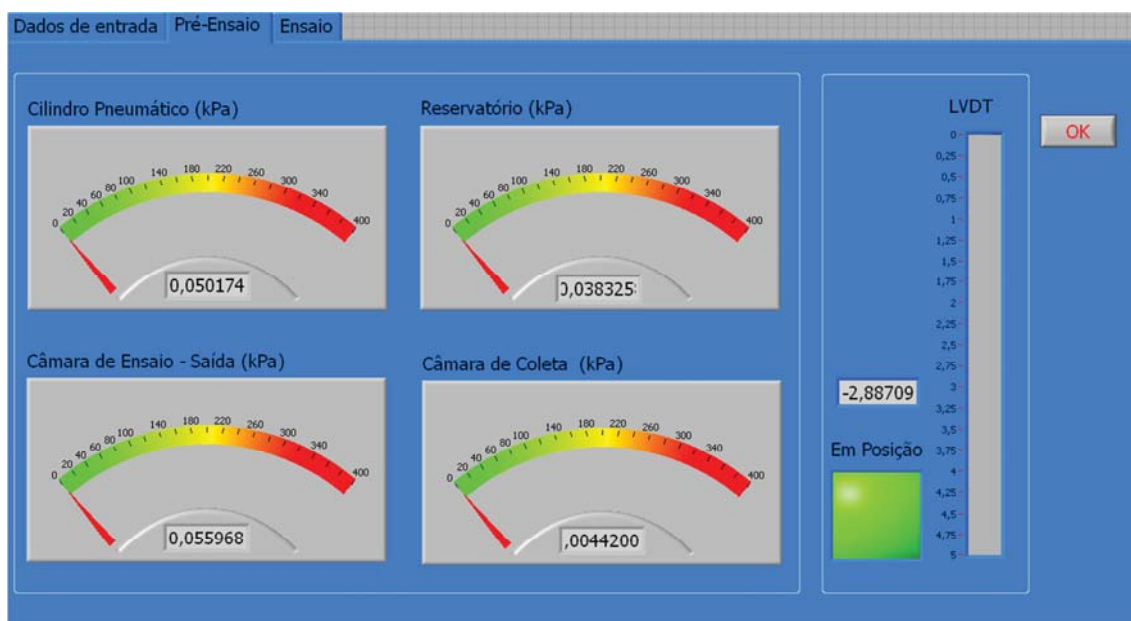 Dados de entrada Pré-Ensaio Ensaio
Cilindro Pneumático (kPa)
0 20 40 60 80 100 140 180 220 260 300 340 400
0,050174
Reservatório (kPa)
0 20 40 60 80 100 140 180 220 260 300 340 400
0,038325
Câmara de Ensaio - Saída (kPa)
0 20 40 60 80 100 140 180 220 260 300 340 400
0,055968
Câmara de Coleta (kPa)
0 20 40 60 80 100 140 180 220 260 300 340 400
,0044200
LVDT
0
0,25
0,5
0,75
1
1,25
1,5
1,75
2
2,25
2,5
2,75
3
3,25
3,5
3,75
4
4,25
4,5
4,75
5
-2,88709
Em Posição
OK